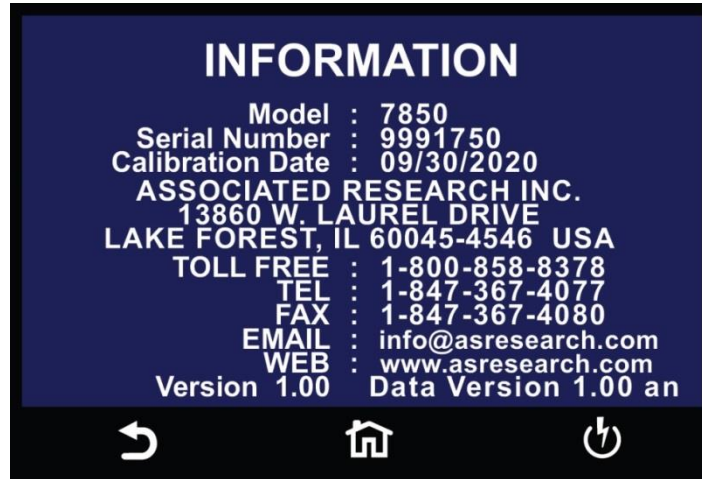 INFORMATION
Model : 7850
Serial Number : 9991750
Calibration Date : 09/30/2020
ASSOCIATED RESEARCH INC.
13860 W. LAUREL DRIVE
LAKE FOREST, IL 60045-4546 USA
TOLL FREE : 1-800-858-8378
TEL : 1-847-367-4077
FAX : 1-847-367-4080
EMAIL : info@asresearch.com
WEB : www.asresearch.com
Version 1.00 Data Version 1.00 an